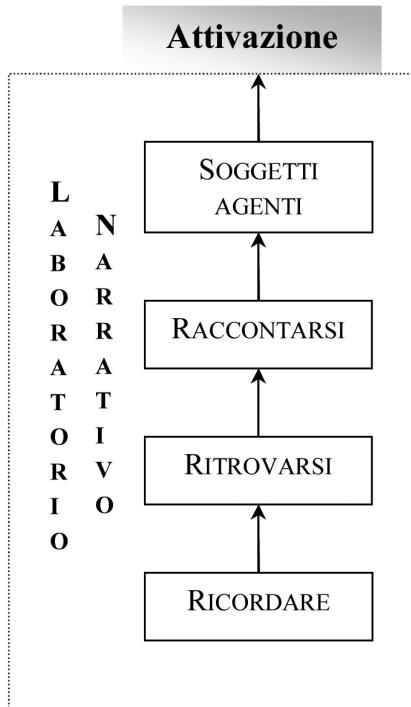 Attivazione
LABORATORIO
NARRATIVO
SOGGETTI
AGENTI
RACCONTARSI
RITROVARSI
RICORDARE